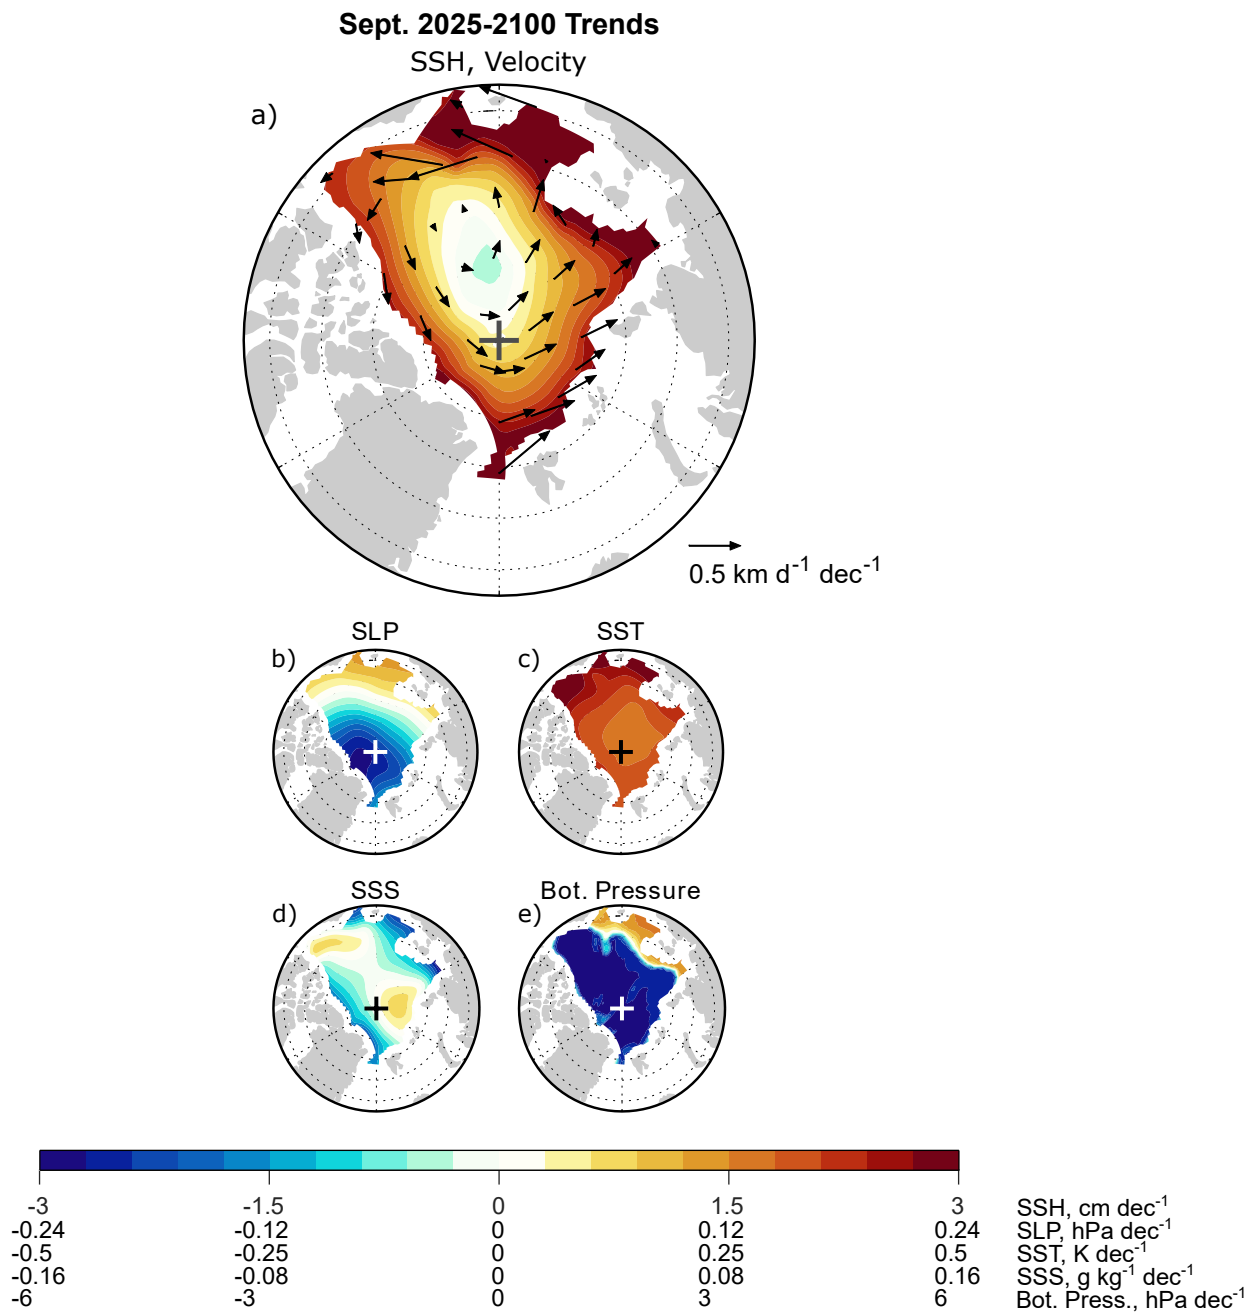 Sept. 2025-2100 Trends
SSH, Velocity
a)
0.5 km d⁻¹ dec⁻¹
SLP
SST
b)
c)
SSS
Bot. Pressure
d)
e)
-3 -1.5 0 1.5 3 SSH, cm dec⁻¹
-0.24 -0.12 0 0.12 0.24 SLP, hPa dec⁻¹
-0.5 -0.25 0 0.25 0.5 SST, K dec⁻¹
-0.16 -0.08 0 0.08 0.16 SSS, g kg⁻¹ dec⁻¹
-6 -3 0 3 6 Bot. Press., hPa dec⁻¹